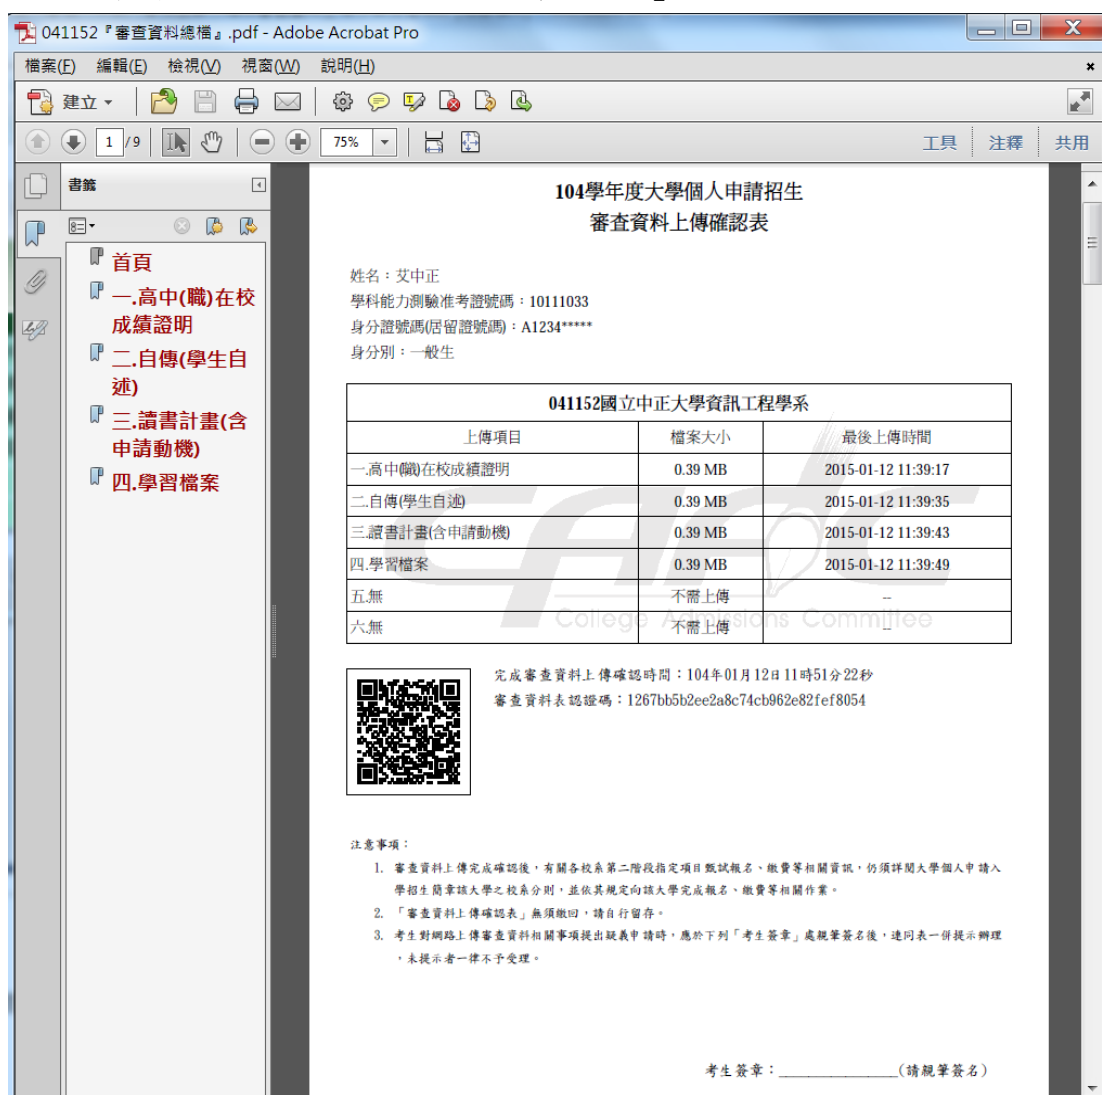 041152『審查資料總檔』.pdf - Adobe Acrobat Pro
檔案(F) 編輯(E) 檢視(V) 視窗(W) 說明(H)
建立
1 /9 75% 工具 注釋 共用
書籤
首頁
一.高中(職)在校
成績證明
二.自傳(學生自
述)
三.讀書計畫(含
申請動機)
四.學習檔案
104學年度大學個人申請招生
審查資料上傳確認表
姓名：艾中正
學科能力測驗准考證號碼：10111033
身分證號碼(居留證號碼)：A1234*****
身分別：一般生
041152國立中正大學資訊工程學系
上傳項目 檔案大小 最後上傳時間
一.高中(職)在校成績證明 0.39 MB 2015-01-12 11:39:17
二.自傳(學生自述) 0.39 MB 2015-01-12 11:39:35
三.讀書計畫(含申請動機) 0.39 MB 2015-01-12 11:39:43
四.學習檔案 0.39 MB 2015-01-12 11:39:49
五.無 不需上傳 --
六.無 不需上傳 --
CAC
College Admissions Committee
完成審查資料上傳確認時間：104年01月12日11時51分22秒
審查資料表認證碼：1267bb5b2ee2a8c74cb962e82fef8054
注意事項：
1. 審查資料上傳完成確認後，有關各校系第二階段指定項目甄試報名、繳費等相關資訊，仍須詳閱大學個人申請入
學招生簡章該大學之校系分則，並依其規定向該大學完成報名、繳費等相關作業。
2. 「審查資料上傳確認表」無須繳回，請自行留存。
3. 考生對網路上傳審查資料相關事項提出疑義申請時，應於下列「考生簽章」處親筆簽名後，連同表一併提示辦理
，未提示者一律不予受理。
考生簽章：________________(請親筆簽名)